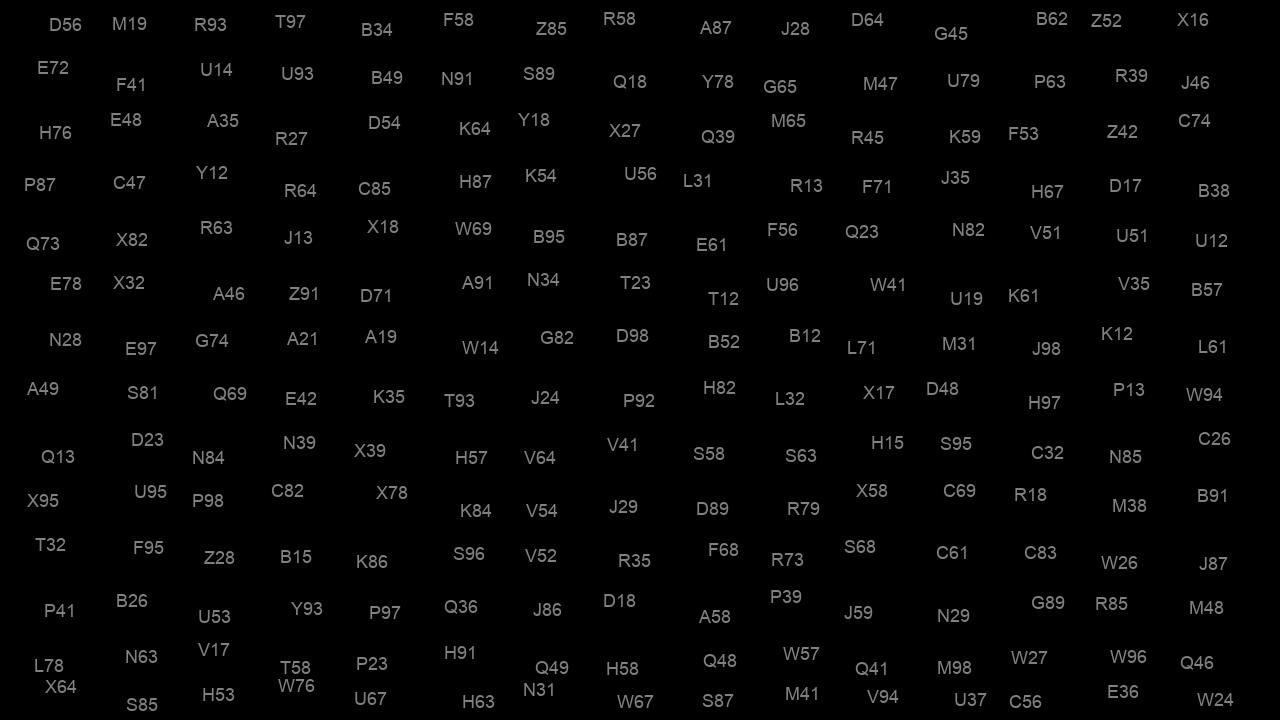 D56 M19 R93 T97 B34 F58 Z85 R58 A87 J28 D64 G45 B62 Z52 X16
E72 F41 U14 U93 B49 N91 S89 Q18 Y78 G65 M47 U79 P63 R39 J46
H76 E48 A35 R27 D54 K64 Y18 X27 Q39 M65 R45 K59 F53 Z42 C74
P87 C47 Y12 R64 C85 H87 K54 U56 L31 R13 F71 J35 H67 D17 B38
Q73 X82 R63 J13 X18 W69 B95 B87 E61 F56 Q23 N82 V51 U51 U12
E78 X32 A46 Z91 D71 A91 N34 T23 T12 U96 W41 U19 K61 V35 B57
N28 E97 G74 A21 A19 W14 G82 D98 B52 B12 L71 M31 J98 K12 L61
A49 S81 Q69 E42 K35 T93 J24 P92 H82 L32 X17 D48 H97 P13 W94
Q13 D23 N84 N39 X39 H57 V64 V41 S58 S63 H15 S95 C32 N85 C26
X95 U95 P98 C82 X78 K84 V54 J29 D89 R79 X58 C69 R18 M38 B91
T32 F95 Z28 B15 K86 S96 V52 R35 F68 R73 S68 C61 C83 W26 J87
P41 B26 U53 Y93 P97 Q36 J86 D18 A58 P39 J59 N29 G89 R85 M48
L78 N63 V17 T58 P23 H91 Q49 H58 Q48 W57 Q41 M98 W27 W96 Q46
X64 S85 H53 W76 U67 H63 N31 W67 S87 M41 V94 U37 C56 E36 W24